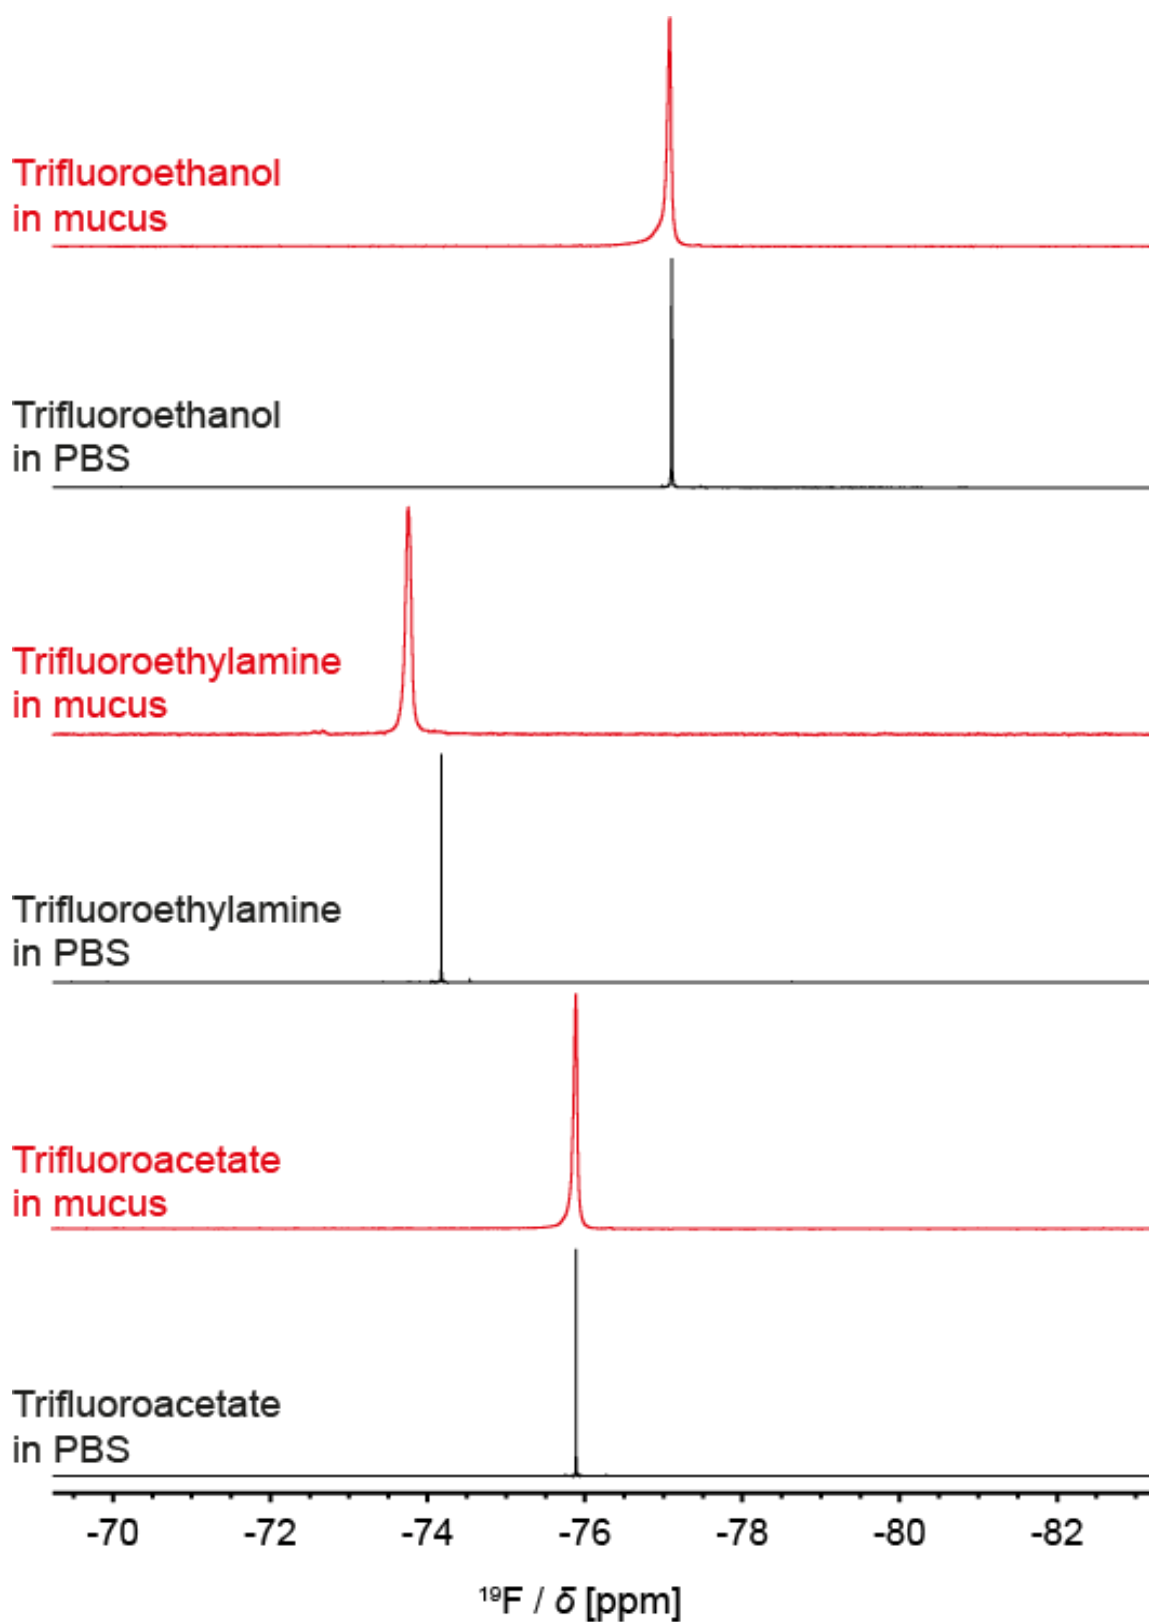 Trifluoroethanol
in mucus
Trifluoroethanol
in PBS
Trifluoroethylamine
in mucus
Trifluoroethylamine
in PBS
Trifluoroacetate
in mucus
Trifluoroacetate
in PBS
-70 -72 -74 -76 -78 -80 -82
¹⁹F / δ [ppm]